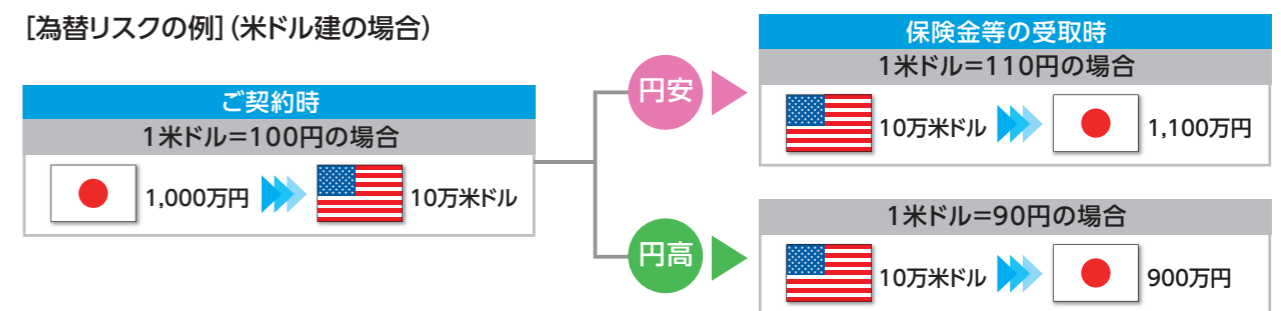 [為替リスクの例](米ドル建の場合)
ご契約時
1米ドル=100円の場合
1,000万円
10万米ドル
円安
円高
保険金等の受取時
1米ドル=110円の場合
10万米ドル
1,100万円
1米ドル=90円の場合
10万米ドル
900万円